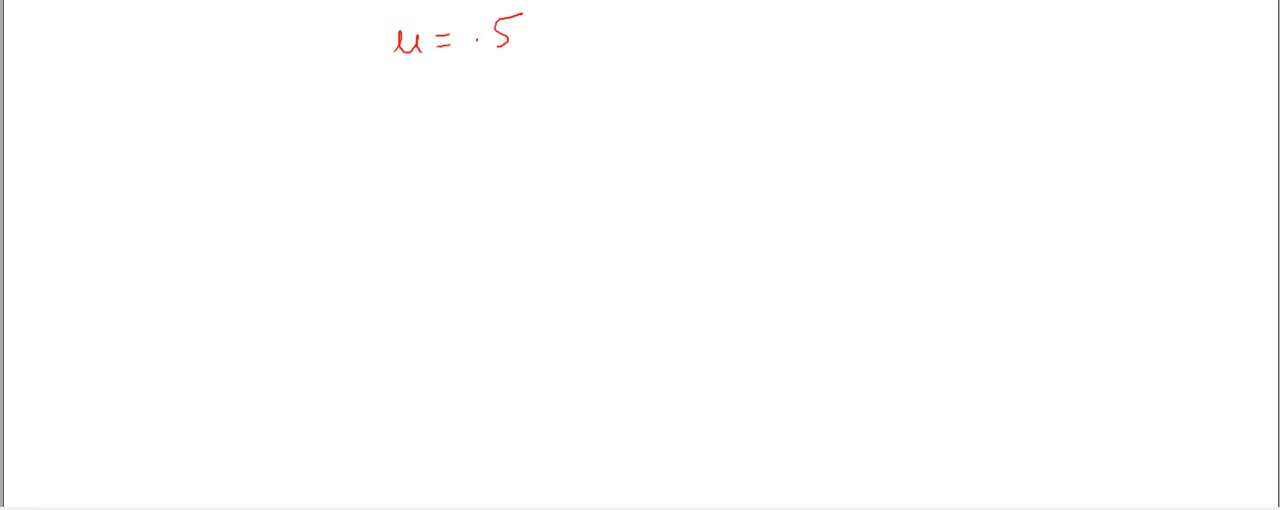 μ = .5